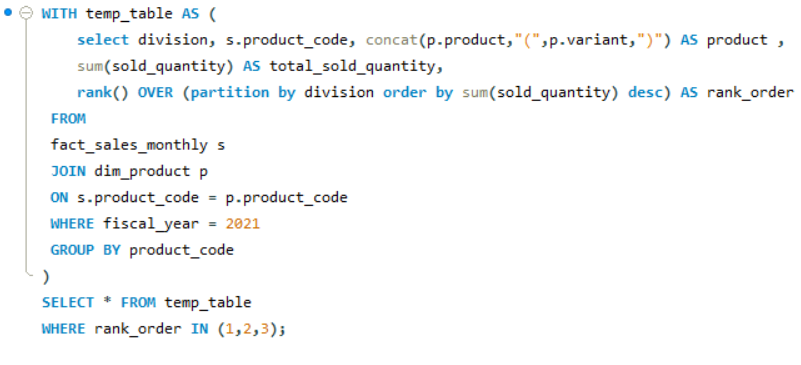 WITH temp_table AS (
select division, s.product_code, concat(p.product,"(",p.variant,")") AS product ,
sum(sold_quantity) AS total_sold_quantity,
rank() OVER (partition by division order by sum(sold_quantity) desc) AS rank_order
FROM
fact_sales_monthly s
JOIN dim_product p
ON s.product_code = p.product_code
WHERE fiscal_year = 2021
GROUP BY product_code
)
SELECT * FROM temp_table
WHERE rank_order IN (1,2,3);